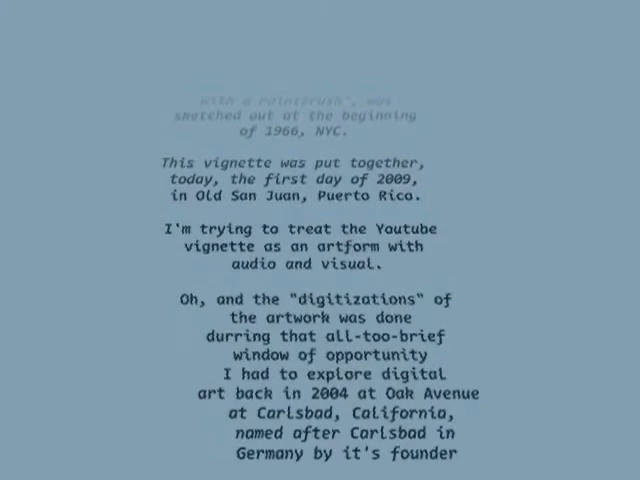 with a Paintbrush", was
sketched out at the beginning
of 1966, NYC.
This vignette was put together,
today, the first day of 2009,
in Old San Juan, Puerto Rico.
I'm trying to treat the Youtube
vignette as an artform with
audio and visual.
Oh, and the "digitizations" of
the artwork was done
durring that all-too-brief
window of opportunity
I had to explore digital
art back in 2004 at Oak Avenue
at Carlsbad, California,
named after Carlsbad in
Germany by it's founder